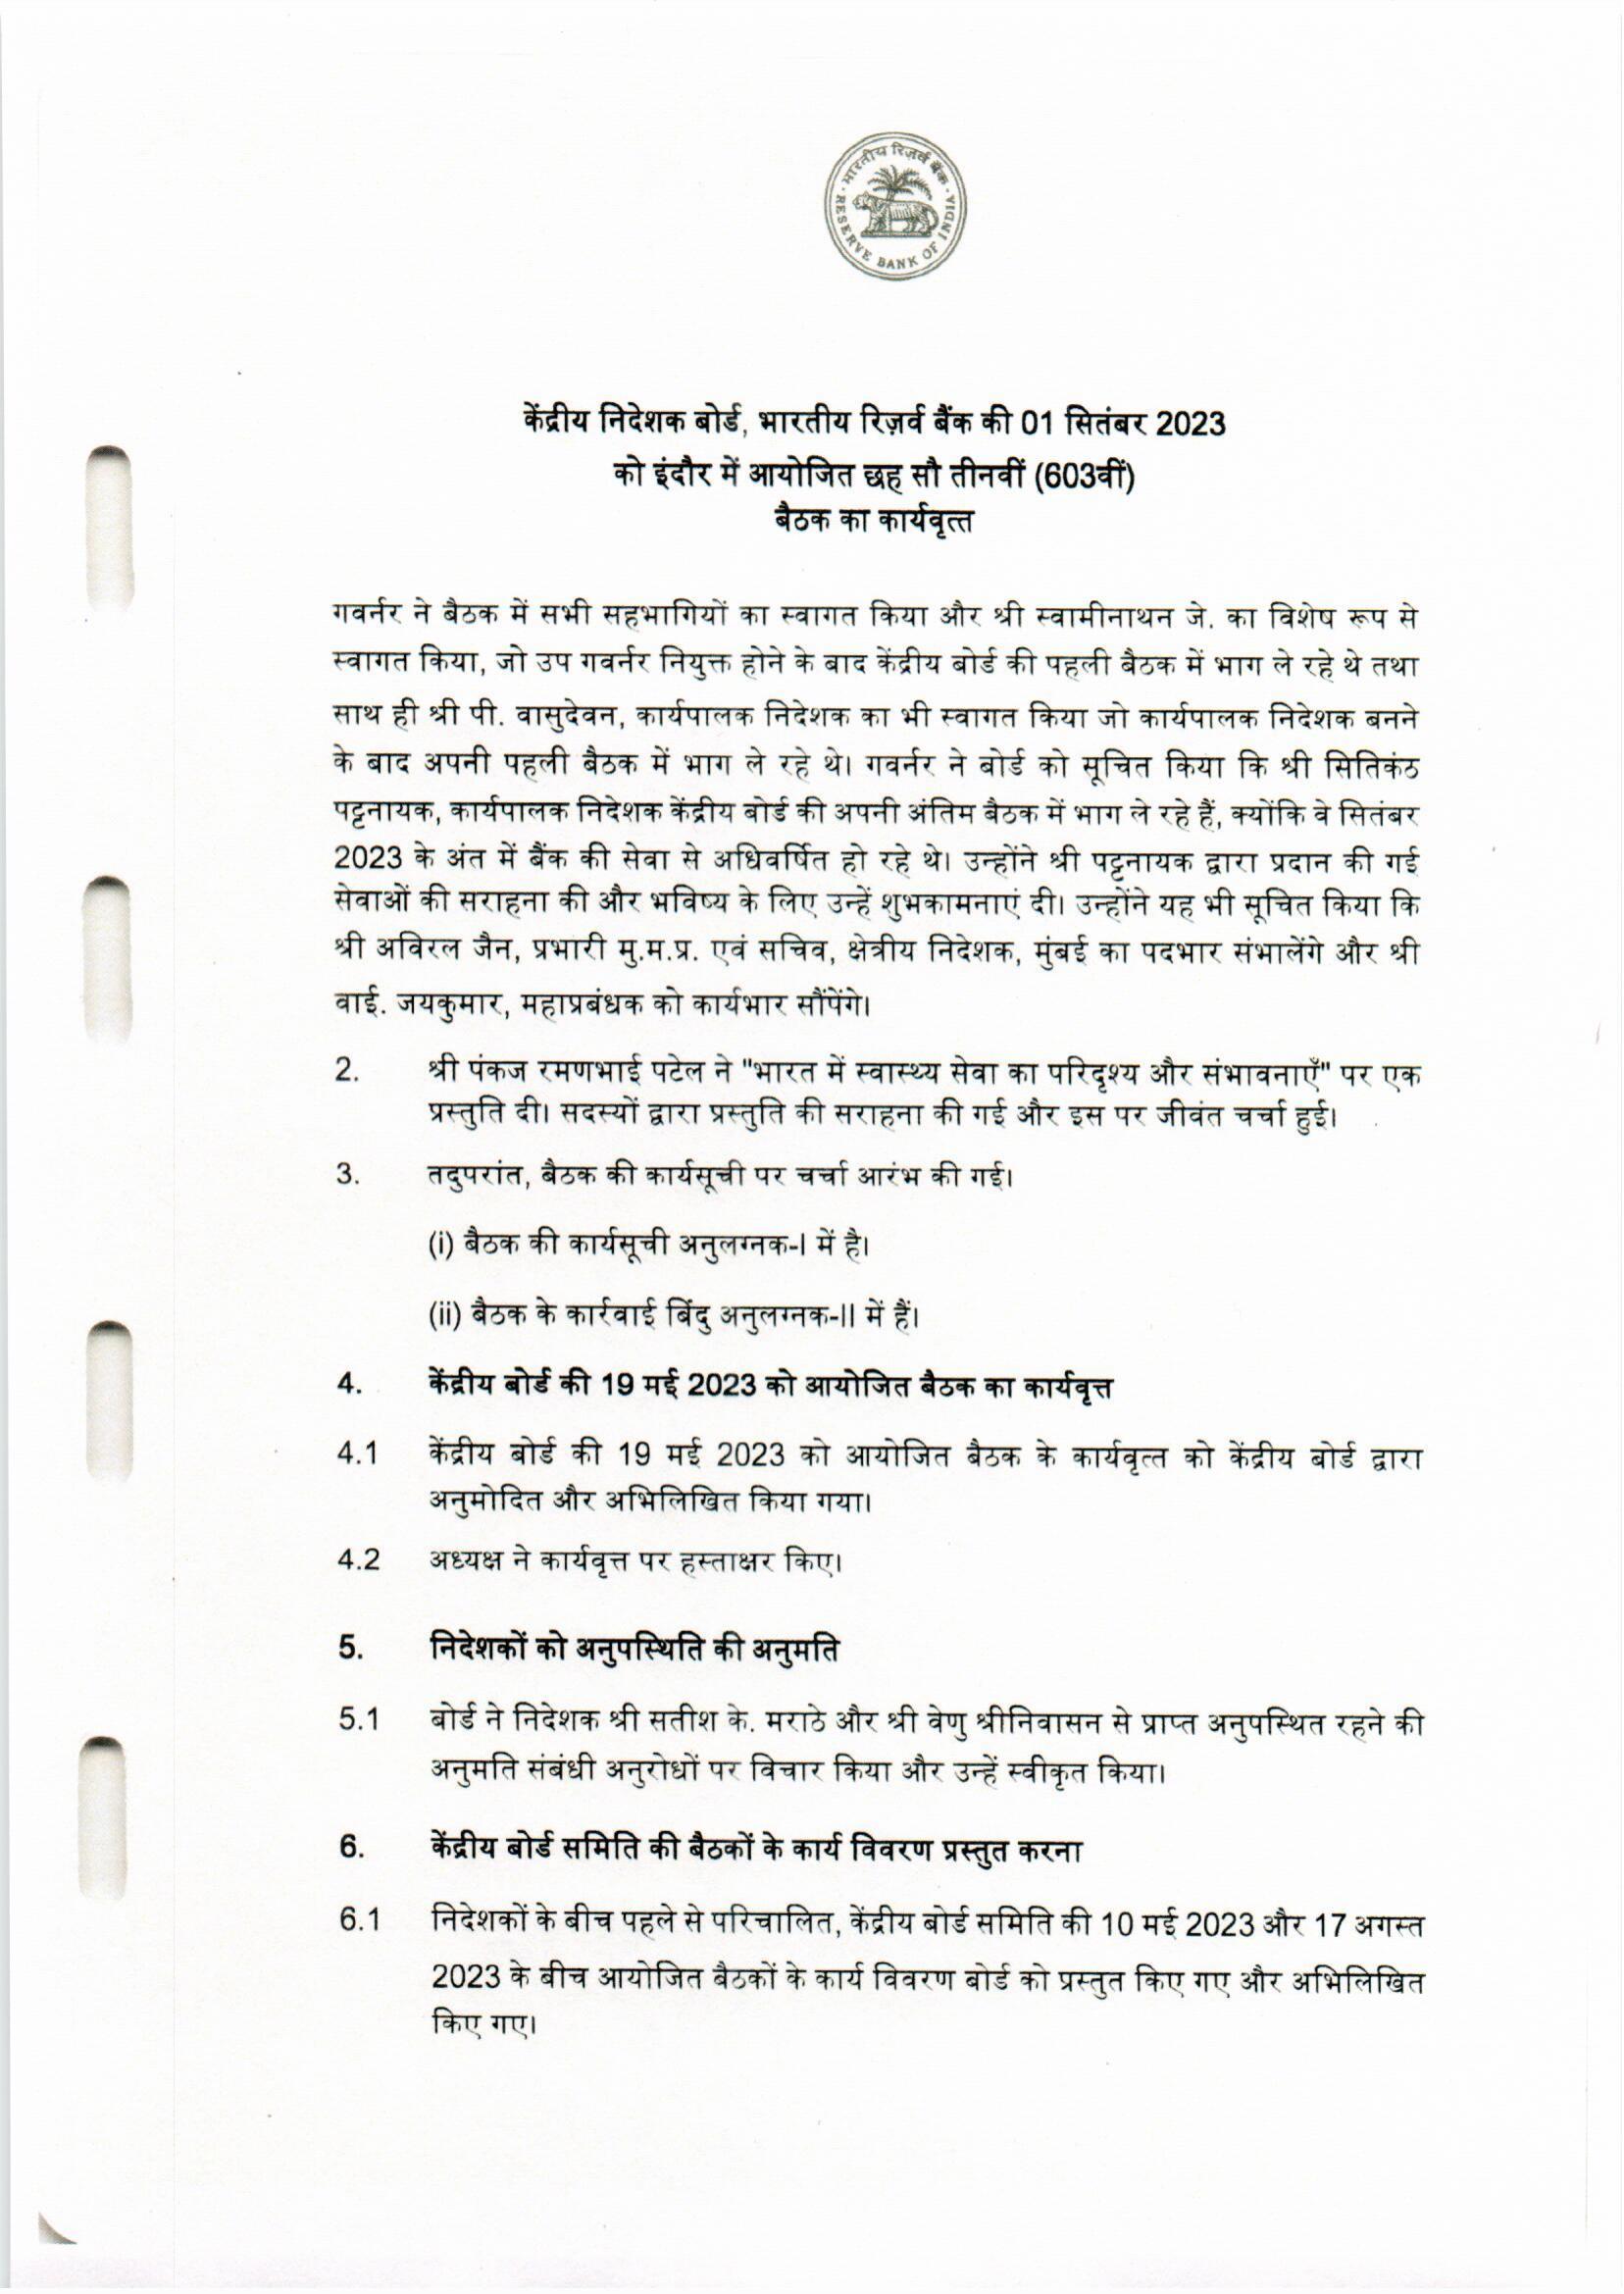 भारतीय रिज़र्व बैंक
RESERVE BANK OF INDIA
केंद्रीय निदेशक बोर्ड, भारतीय रिज़र्व बैंक की 01 सितंबर 2023
को इंदौर में आयोजित छह सौ तीनवीं (603वीं)
बैठक का कार्यवृत्त
गवर्नर ने बैठक में सभी सहभागियों का स्वागत किया और श्री स्वामीनाथन जे. का विशेष रूप से
स्वागत किया, जो उप गवर्नर नियुक्त होने के बाद केंद्रीय बोर्ड की पहली बैठक में भाग ले रहे थे तथा
साथ ही श्री पी. वासुदेवन, कार्यपालक निदेशक का भी स्वागत किया जो कार्यपालक निदेशक बनने
के बाद अपनी पहली बैठक में भाग ले रहे थे। गवर्नर ने बोर्ड को सूचित किया कि श्री सितिकंठ
पट्टनायक, कार्यपालक निदेशक केंद्रीय बोर्ड की अपनी अंतिम बैठक में भाग ले रहे हैं, क्योंकि वे सितंबर
2023 के अंत में बैंक की सेवा से अधिवर्षित हो रहे थे। उन्होंने श्री पट्टनायक द्वारा प्रदान की गई
सेवाओं की सराहना की और भविष्य के लिए उन्हें शुभकामनाएं दी। उन्होंने यह भी सूचित किया कि
श्री अविरल जैन, प्रभारी मु.म.प्र. एवं सचिव, क्षेत्रीय निदेशक, मुंबई का पदभार संभालेंगे और श्री
वाई. जयकुमार, महाप्रबंधक को कार्यभार सौंपेंगे।
2. श्री पंकज रमणभाई पटेल ने "भारत में स्वास्थ्य सेवा का परिदृश्य और संभावनाएँ" पर एक
प्रस्तुति दी। सदस्यों द्वारा प्रस्तुति की सराहना की गई और इस पर जीवंत चर्चा हुई।
3. तदुपरांत, बैठक की कार्यसूची पर चर्चा आरंभ की गई।
(i) बैठक की कार्यसूची अनुलग्नक-I में है।
(ii) बैठक के कार्रवाई बिंदु अनुलग्नक-II में हैं।
4. केंद्रीय बोर्ड की 19 मई 2023 को आयोजित बैठक का कार्यवृत्त
4.1 केंद्रीय बोर्ड की 19 मई 2023 को आयोजित बैठक के कार्यवृत्त को केंद्रीय बोर्ड द्वारा
अनुमोदित और अभिलिखित किया गया।
4.2 अध्यक्ष ने कार्यवृत्त पर हस्ताक्षर किए।
5. निदेशकों को अनुपस्थिति की अनुमति
5.1 बोर्ड ने निदेशक श्री सतीश के. मराठे और श्री वेणु श्रीनिवासन से प्राप्त अनुपस्थित रहने की
अनुमति संबंधी अनुरोधों पर विचार किया और उन्हें स्वीकृत किया।
6. केंद्रीय बोर्ड समिति की बैठकों के कार्य विवरण प्रस्तुत करना
6.1 निदेशकों के बीच पहले से परिचालित, केंद्रीय बोर्ड समिति की 10 मई 2023 और 17 अगस्त
2023 के बीच आयोजित बैठकों के कार्य विवरण बोर्ड को प्रस्तुत किए गए और अभिलिखित
किए गए।